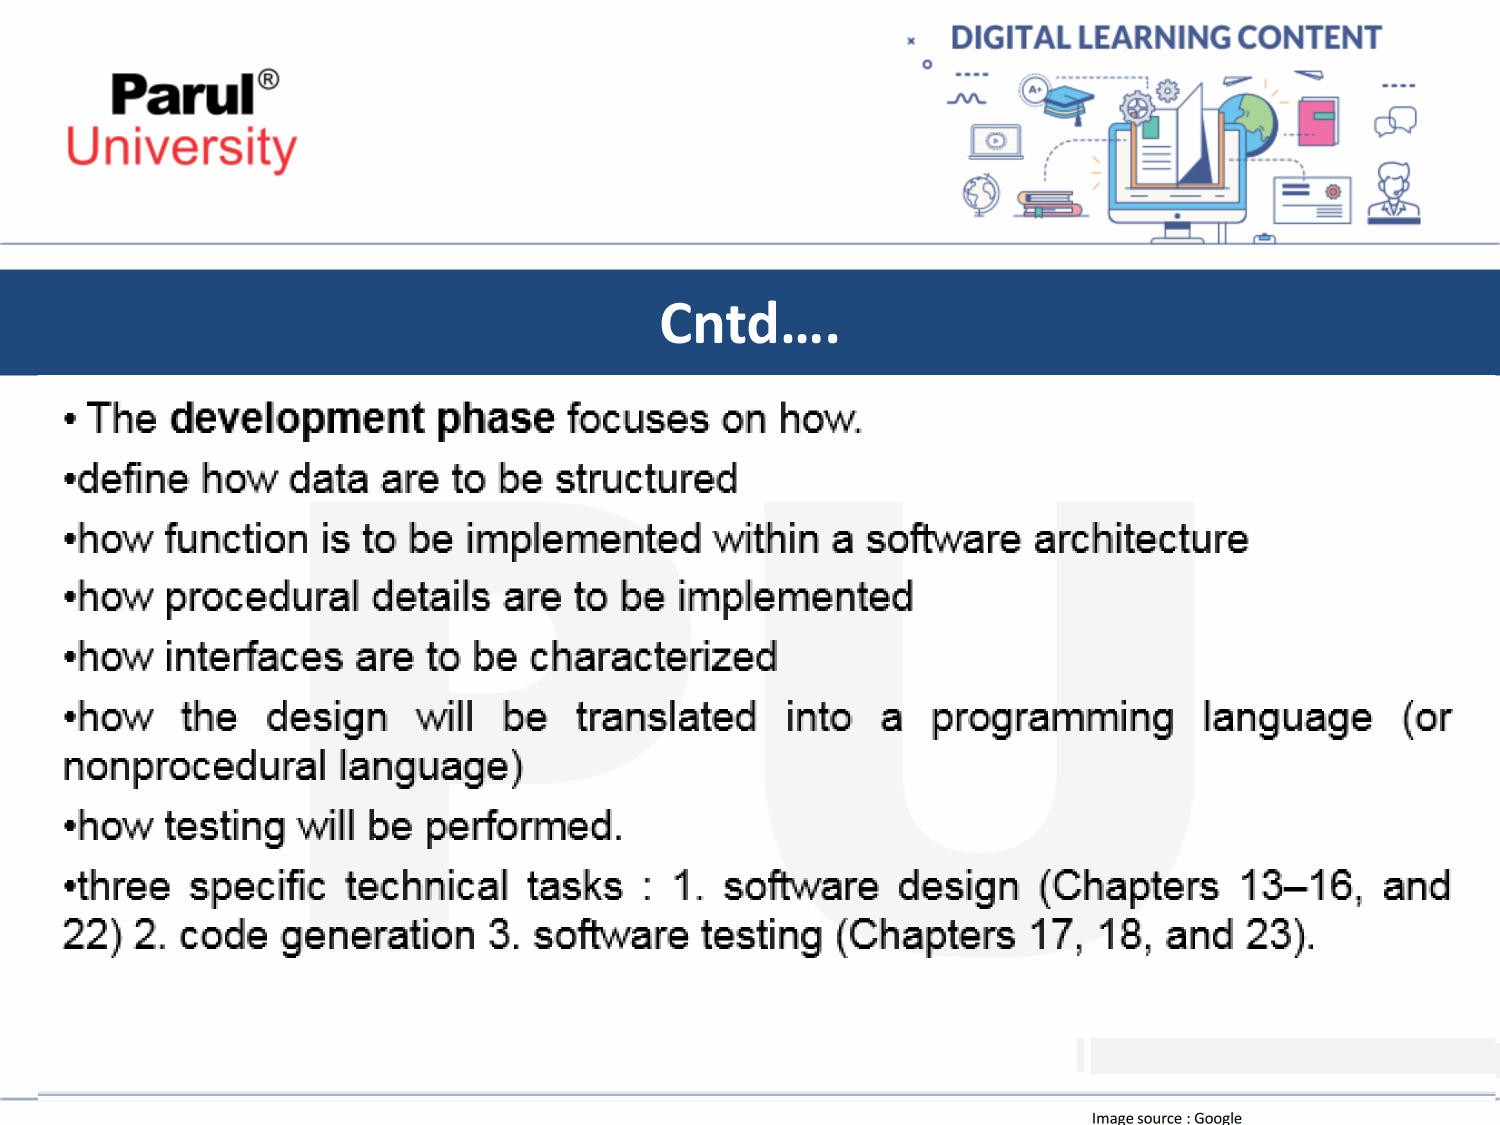 DIGITAL LEARNING CONTENT
Parul®
University
A+
Cntd....
• The development phase focuses on how.
•define how data are to be structured
•how function is to be implemented within a software architecture
•how procedural details are to be implemented
•how interfaces are to be characterized
•how the design will be translated into a programming language (or
nonprocedural language)
•how testing will be performed.
•three specific technical tasks : 1. software design (Chapters 13–16, and
22) 2. code generation 3. software testing (Chapters 17, 18, and 23).
PU
Image source : Google